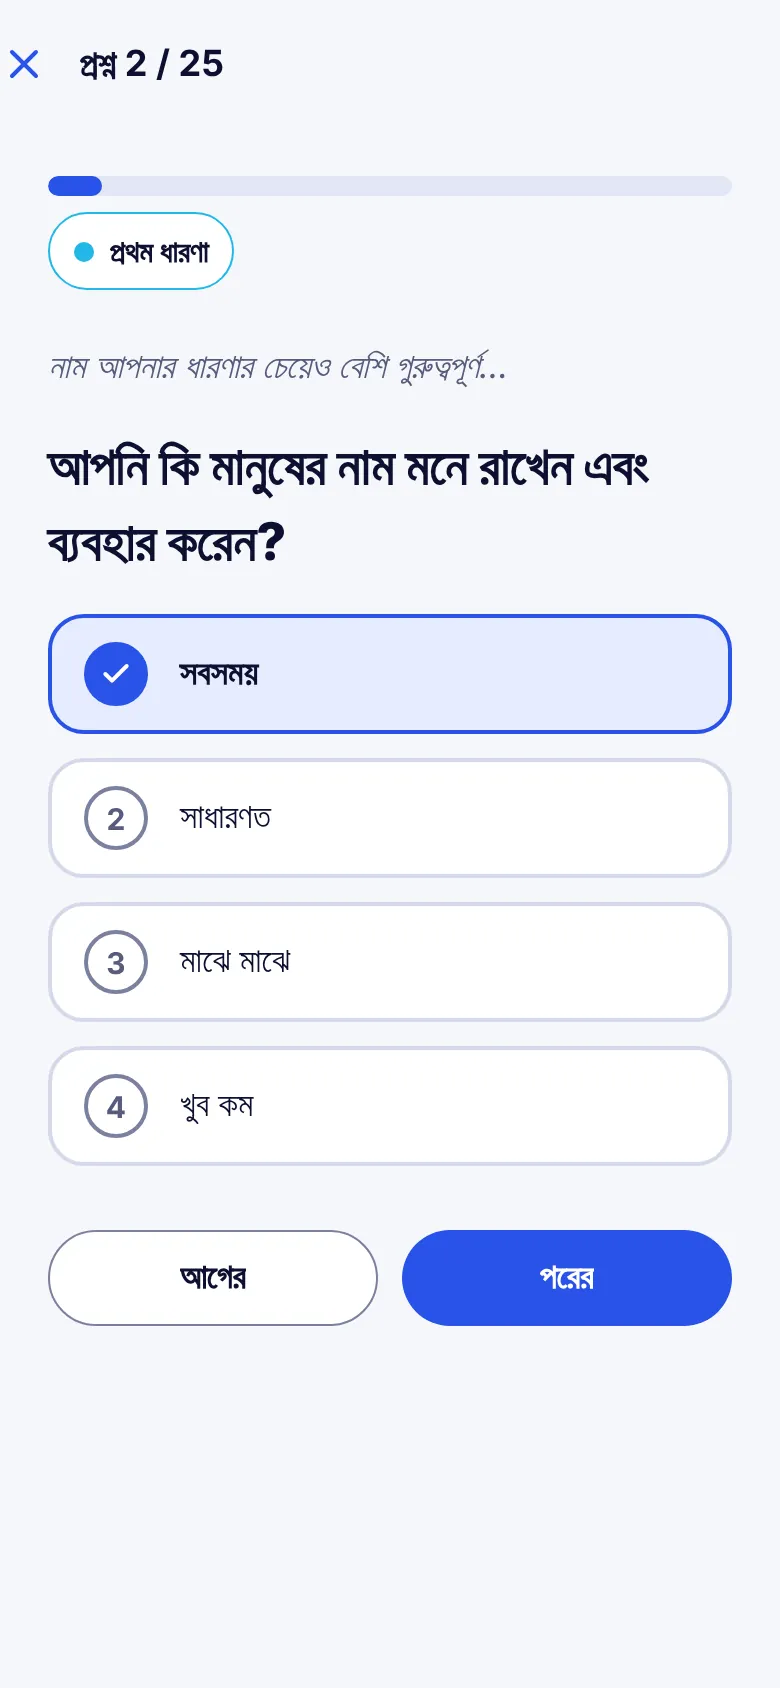 প্রশ্ন 2 / 25
প্রথম ধারণা
নাম আপনার ধারণার চেয়েও বেশি গুরুত্বপূর্ণ...
আপনি কি মানুষের নাম মনে রাখেন এবং
ব্যবহার করেন?
সবসময়
2 সাধারণত
3 মাঝে মাঝে
4 খুব কম
আগের পরের